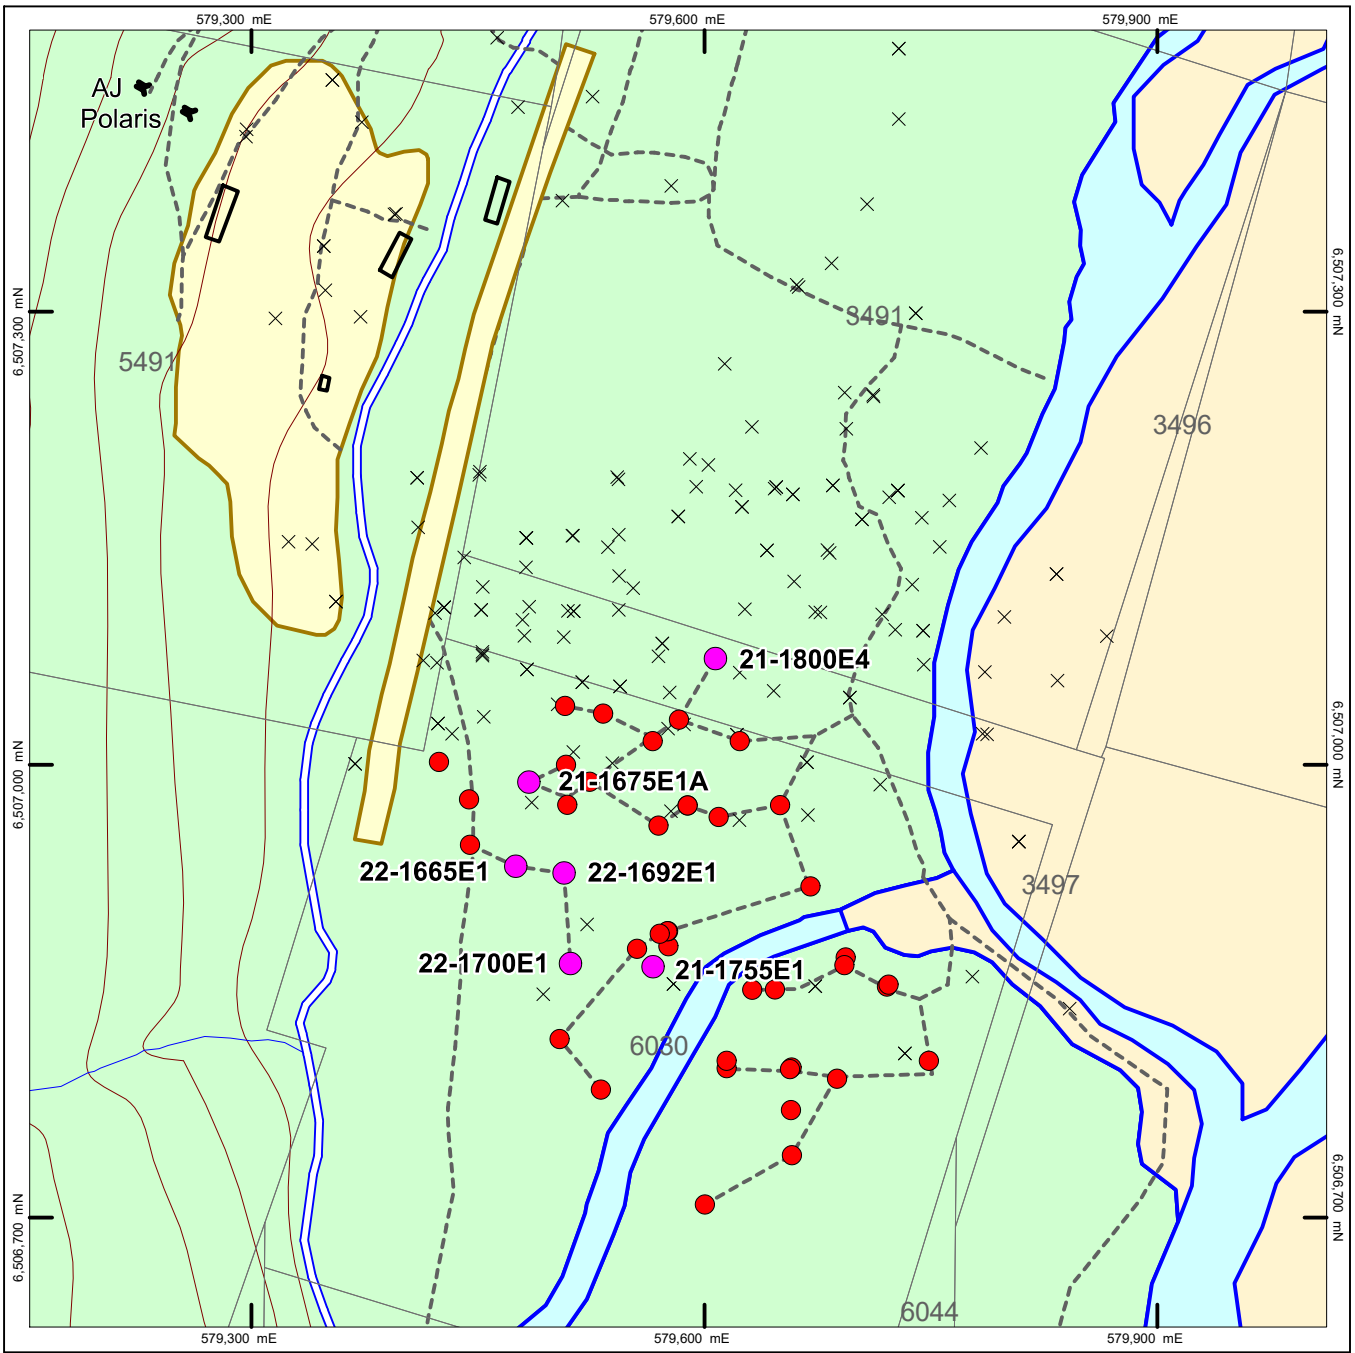 579,300 mE
579,600 mE
579,900 mE
AJ
Polaris
6,507,300 mN
6,507,300 mN
3491
5491
3496
21-1800E4
6,507,000 mN
6,507,000 mN
21-1675E1A
22-1665E1
22-1692E1
3497
22-1700E1
21-1755E1
6030
6,506,700 mN
6,506,700 mN
6044
579,300 mE
579,600 mE
579,900 mE